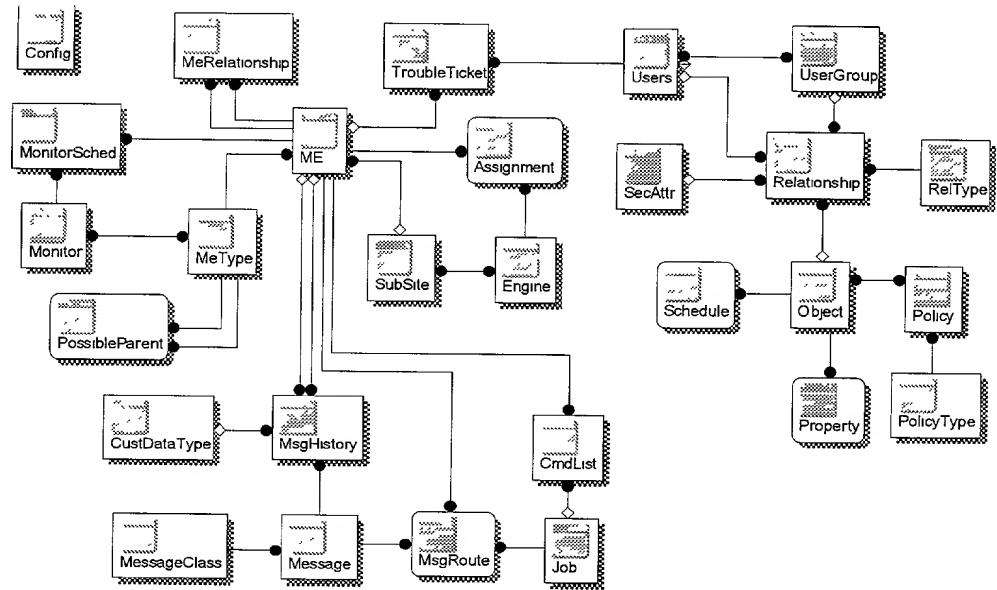 Config
MeRelationship
TroubleTicket
Users
UserGroup
MonitorSched
ME
Assignment
SecAttr
Relationship
RelType
Monitor
MeType
SubSite
Engine
Schedule
Object
Policy
PossibleParent
CustDataType
MsgHistory
CmdList
Property
PolicyType
MessageClass
Message
MsgRoute
Job